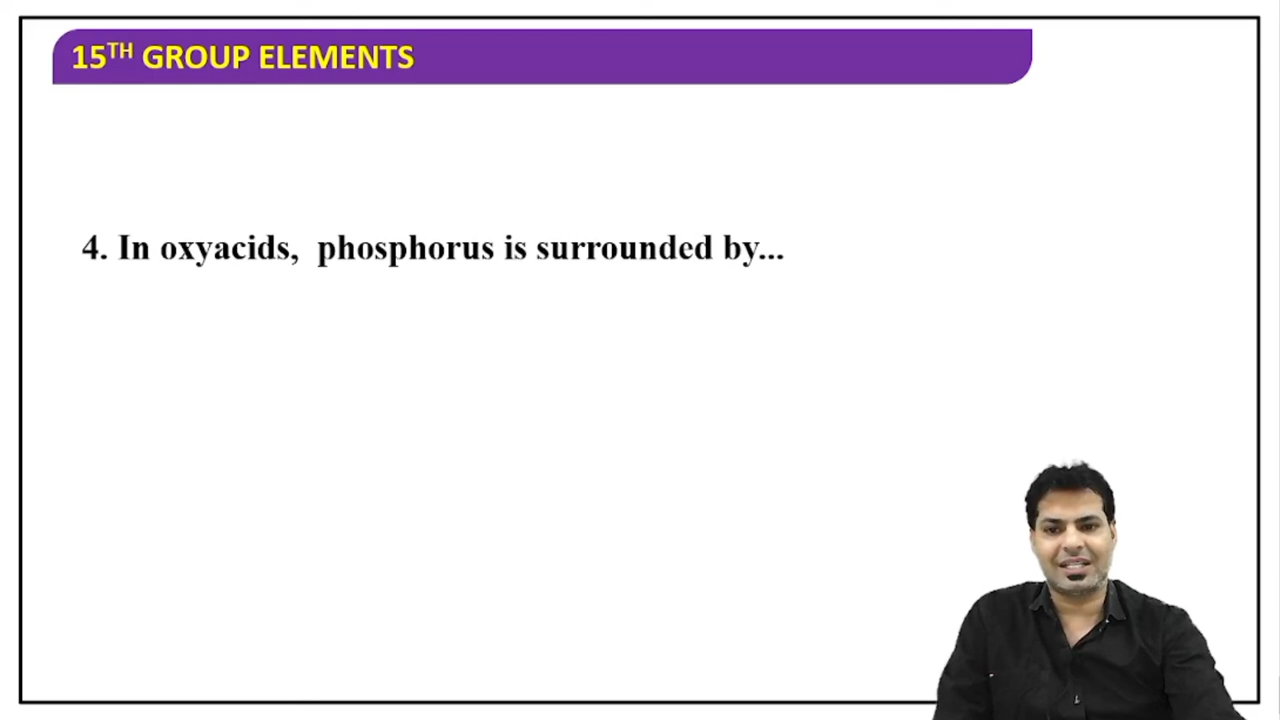 15TH GROUP ELEMENTS
4. In oxyacids, phosphorus is surrounded by...